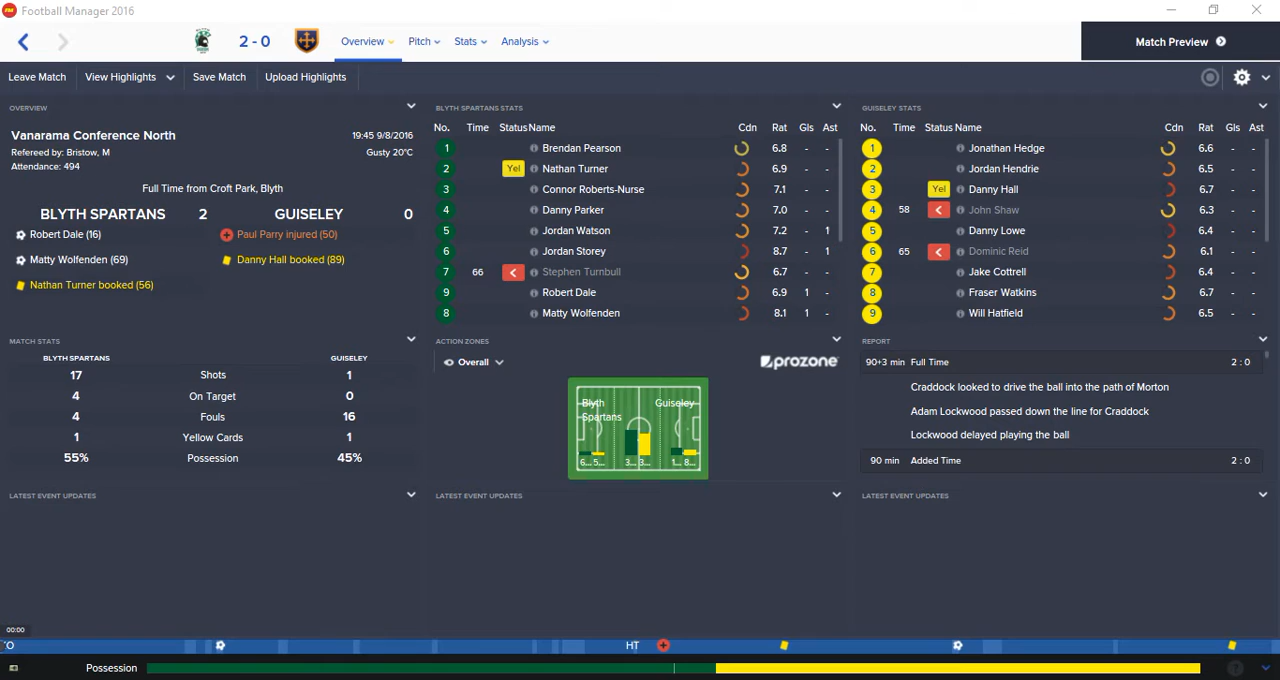 Football Manager 2016
2 - 0
Overview
Pitch
Stats
Analysis
Match Preview
Leave Match
View Highlights
Save Match
Upload Highlights
OVERVIEW
Vanarama Conference North 19:45 9/8/2016
Refereed by: Bristow, M Gusty 20°C
Attendance: 494
Full Time from Croft Park, Blyth
BLYTH SPARTANS 2 GUISELEY 0
Robert Dale (16) Paul Parry injured (50)
Matty Wolfenden (69) Danny Hall booked (89)
Nathan Turner booked (56)
BLYTH SPARTANS STATS
No. Time Status Name Cdn Rat Gls Ast
1 Brendan Pearson 6.8 - -
2 Yel Nathan Turner 6.9 - -
3 Connor Roberts-Nurse 7.1 - -
4 Danny Parker 7.0 - -
5 Jordan Watson 7.2 - 1
6 Jordan Storey 8.7 - 1
7 66 Stephen Turnbull 6.7 - -
9 Robert Dale 6.9 1 -
8 Matty Wolfenden 8.1 1 -
GUISELEY STATS
No. Time Status Name Cdn Rat Gls Ast
1 Jonathan Hedge 6.6 - -
2 Jordan Hendrie 6.5 - -
3 Yel Danny Hall 6.7 - -
4 58 John Shaw 6.3 - -
5 Danny Lowe 6.4 - -
6 65 Dominic Reid 6.1 - -
7 Jake Cottrell 6.4 - -
8 Fraser Watkins 6.7 - -
9 Will Hatfield 6.5 - -
MATCH STATS
BLYTH SPARTANS GUISELEY
17 Shots 1
4 On Target 0
4 Fouls 16
1 Yellow Cards 1
55% Possession 45%
ACTION ZONES
Overall
prozone
Blyth
Spartans
Guiseley
6... 5... 3... 3... 1... 8...
REPORT
90+3 min Full Time 2 : 0
Craddock looked to drive the ball into the path of Morton
Adam Lockwood passed down the line for Craddock
Lockwood delayed playing the ball
90 min Added Time 2 : 0
LATEST EVENT UPDATES
LATEST EVENT UPDATES
LATEST EVENT UPDATES
00:00
HT
Possession